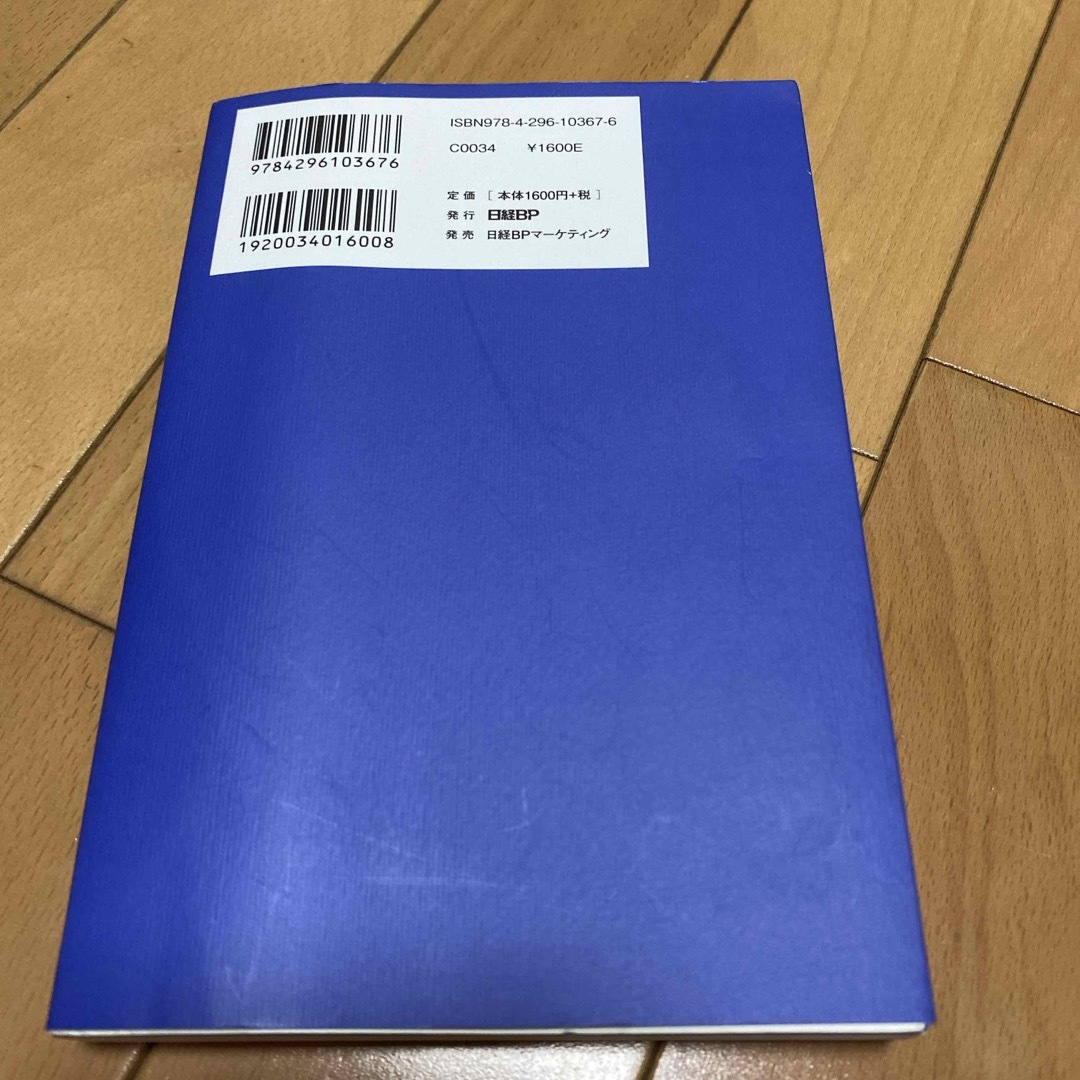 ISBN978-4-296-10367-6
C0034 ¥1600E
9784296103676
定価 [ 本体1600円+税 ]
発行 日経BP
発売 日経BPマーケティング
1920034016008